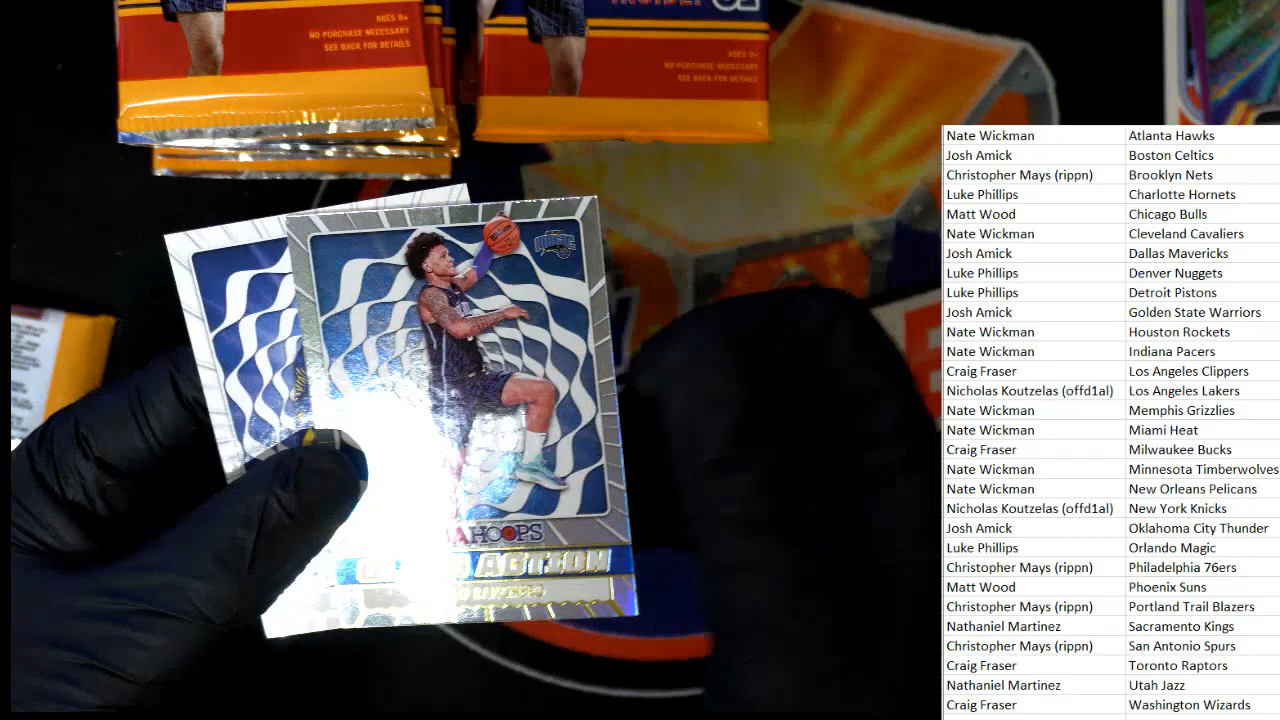 AGES 9+
NO PURCHASE NECESSARY
SEE BACK FOR DETAILS
AGES 9+
NO PURCHASE NECESSARY
SEE BACK FOR DETAILS
MAGIC
HOOPS
ACTION
Nate Wickman Atlanta Hawks
Josh Amick Boston Celtics
Christopher Mays (rippn) Brooklyn Nets
Luke Phillips Charlotte Hornets
Matt Wood Chicago Bulls
Nate Wickman Cleveland Cavaliers
Josh Amick Dallas Mavericks
Luke Phillips Denver Nuggets
Luke Phillips Detroit Pistons
Josh Amick Golden State Warriors
Nate Wickman Houston Rockets
Nate Wickman Indiana Pacers
Craig Fraser Los Angeles Clippers
Nicholas Koutzelas (offd1al) Los Angeles Lakers
Nate Wickman Memphis Grizzlies
Nate Wickman Miami Heat
Craig Fraser Milwaukee Bucks
Nate Wickman Minnesota Timberwolves
Nate Wickman New Orleans Pelicans
Nicholas Koutzelas (offd1al) New York Knicks
Josh Amick Oklahoma City Thunder
Luke Phillips Orlando Magic
Christopher Mays (rippn) Philadelphia 76ers
Matt Wood Phoenix Suns
Christopher Mays (rippn) Portland Trail Blazers
Nathaniel Martinez Sacramento Kings
Christopher Mays (rippn) San Antonio Spurs
Craig Fraser Toronto Raptors
Nathaniel Martinez Utah Jazz
Craig Fraser Washington Wizards